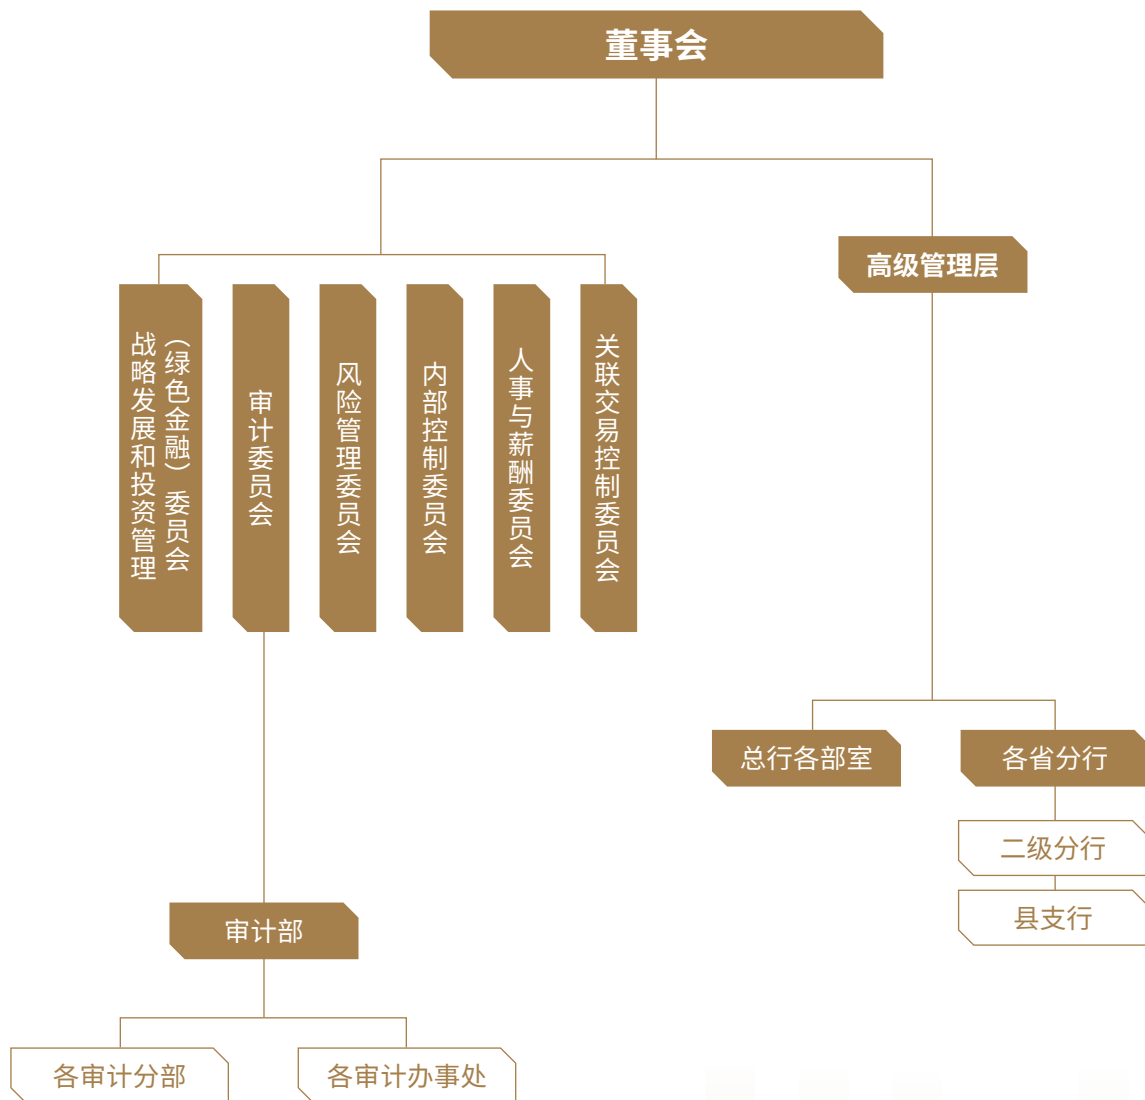 董事会
高级管理层
战略发展和投资管理
（绿色金融）委员会
审计委员会
风险管理委员会
内部控制委员会
人事与薪酬委员会
关联交易控制委员会
总行各部室
各省分行
二级分行
县支行
审计部
各审计分部
各审计办事处